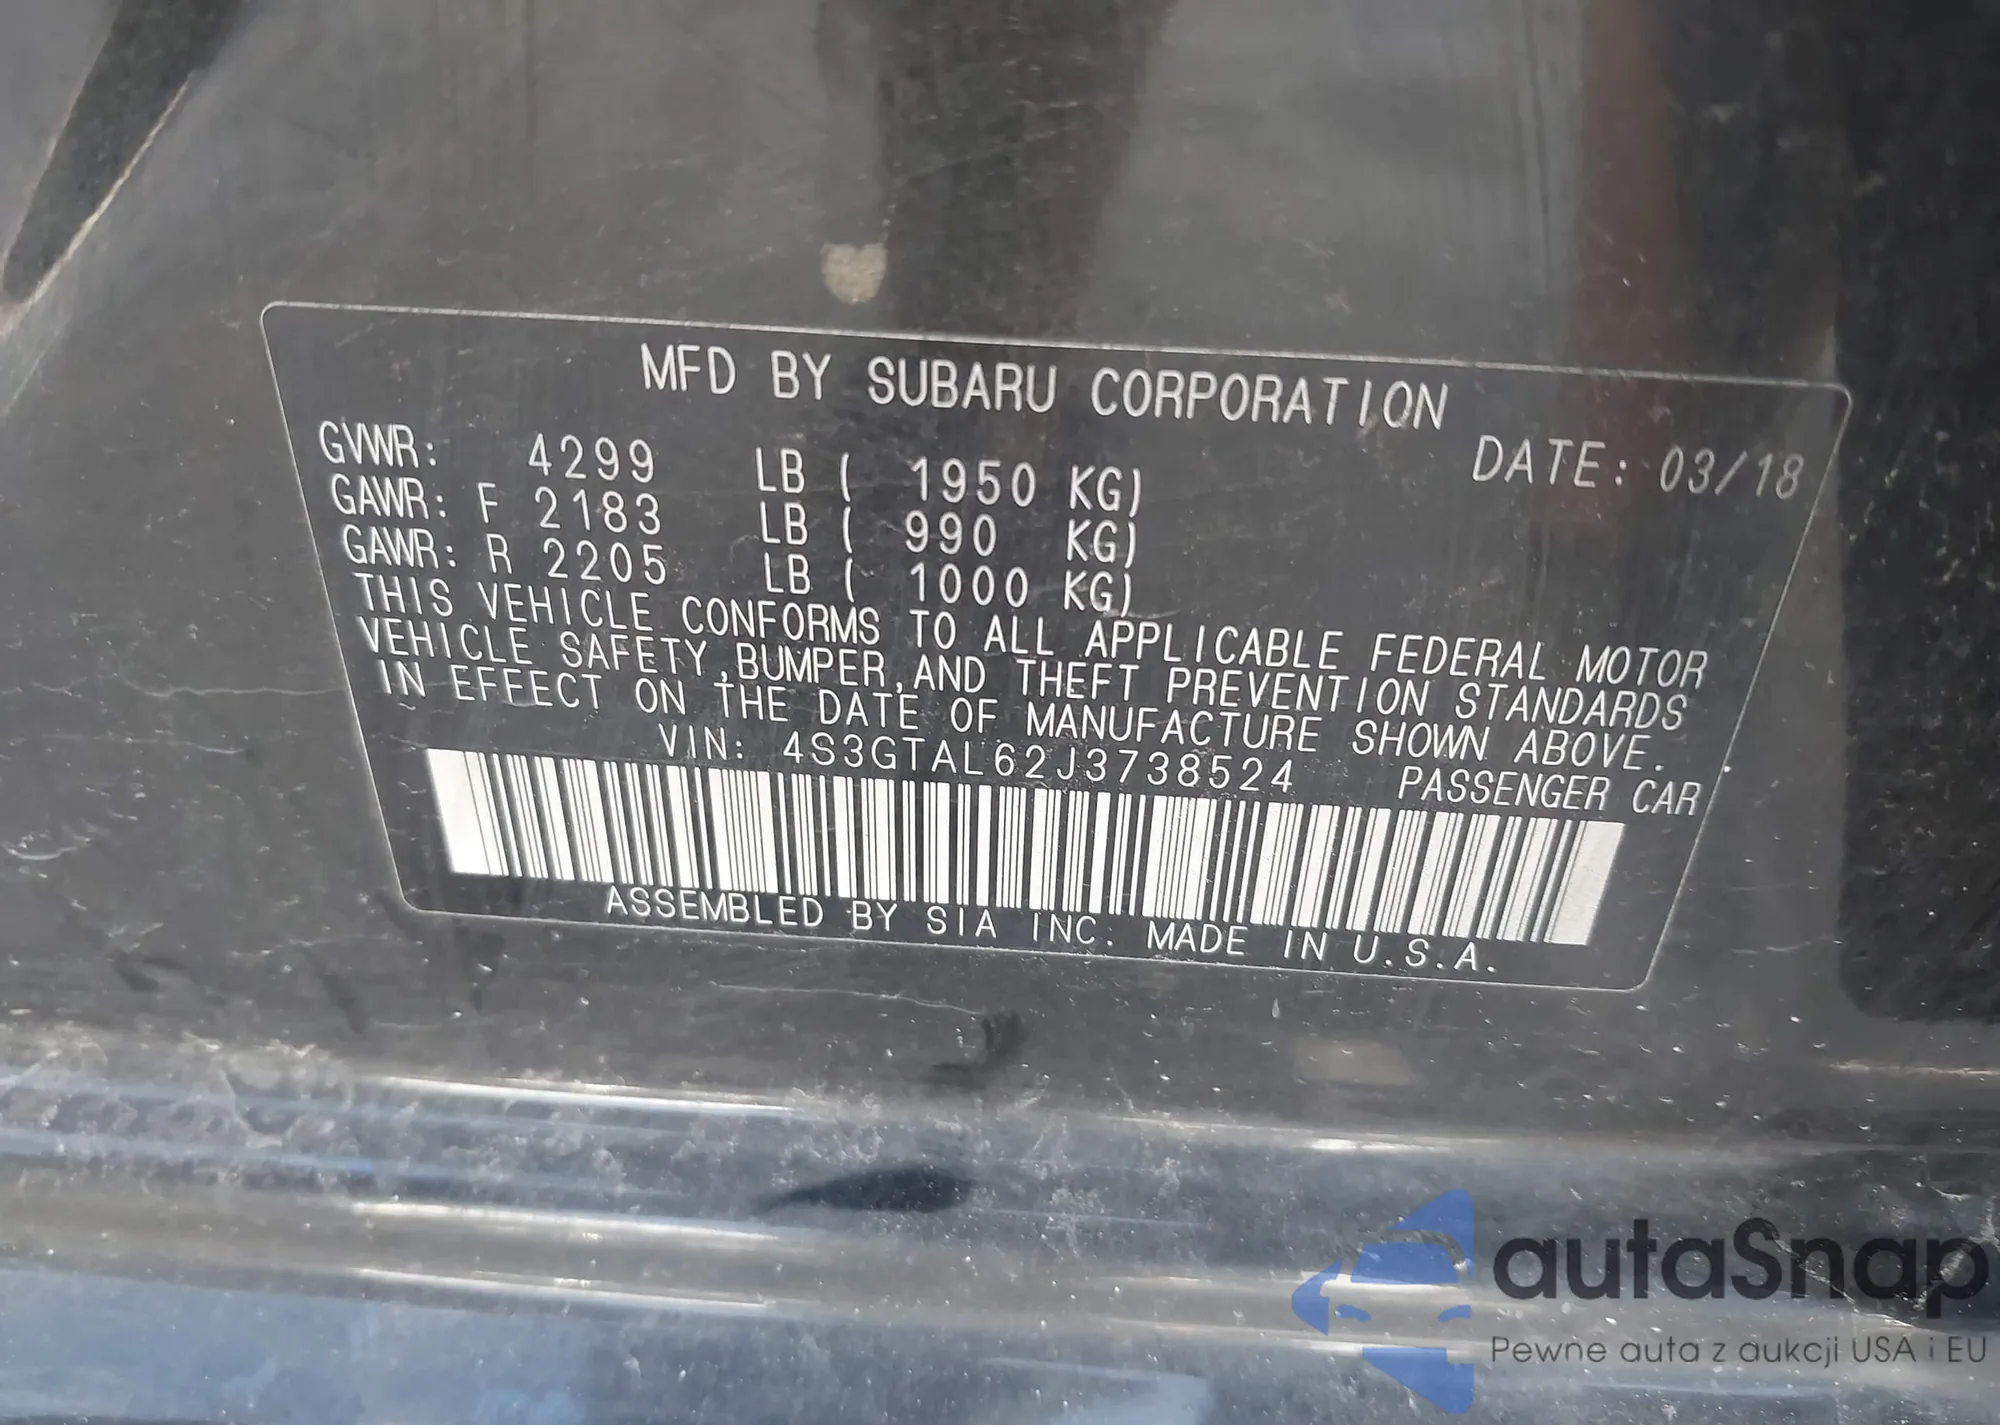 MFD BY SUBARU CORPORATION
GVWR: 4299 LB ( 1950 KG) DATE: 03/18
GAWR: F 2183 LB ( 990 KG)
GAWR: R 2205 LB ( 1000 KG)
THIS VEHICLE CONFORMS TO ALL APPLICABLE FEDERAL MOTOR
VEHICLE SAFETY,BUMPER,AND THEFT PREVENTION STANDARDS
IN EFFECT ON THE DATE OF MANUFACTURE SHOWN ABOVE.
VIN: 4S3GTAL62J3738524 PASSENGER CAR
ASSEMBLED BY SIA INC. MADE IN U.S.A.
autaSnap
Pewne auta z aukcji USA i EU